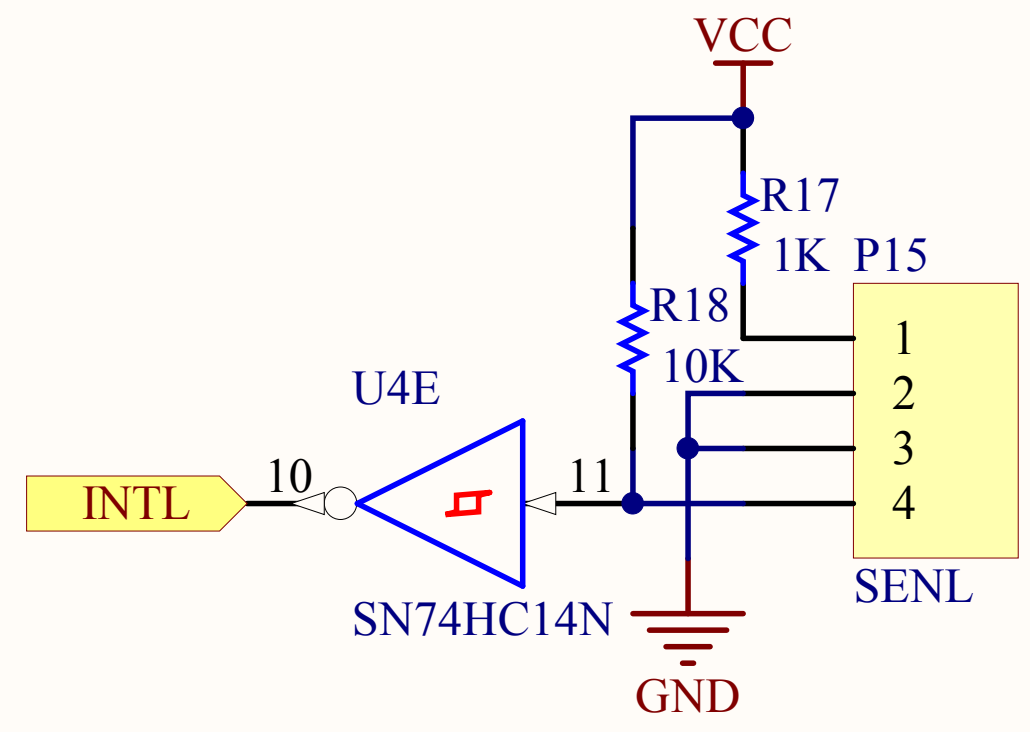 VCC
R17
1K
P15
R18
10K
1
2
3
4
U4E
10
11
INTL
SN74HC14N
SENL
GND